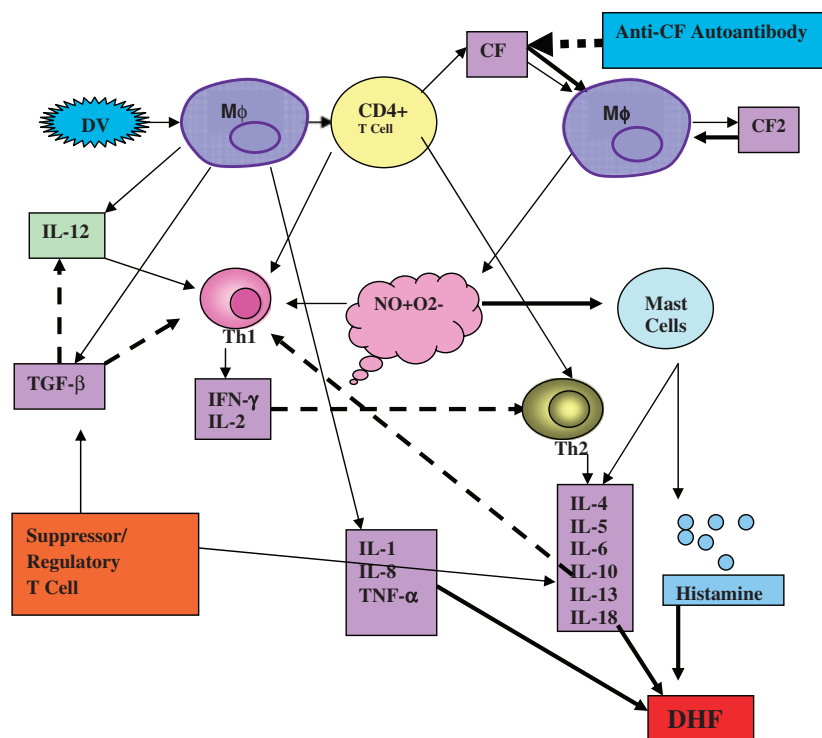 CF
Anti-CF Autoantibody
DV
Mϕ
CD4+
T Cell
Mϕ
CF2
IL-12
NO+O2-
Mast
Cells
Th1
TGF-β
IFN-γ
IL-2
Th2
Suppressor/
Regulatory
T Cell
IL-1
IL-8
TNF-α
IL-4
IL-5
IL-6
IL-10
IL-13
IL-18
Histamine
DHF